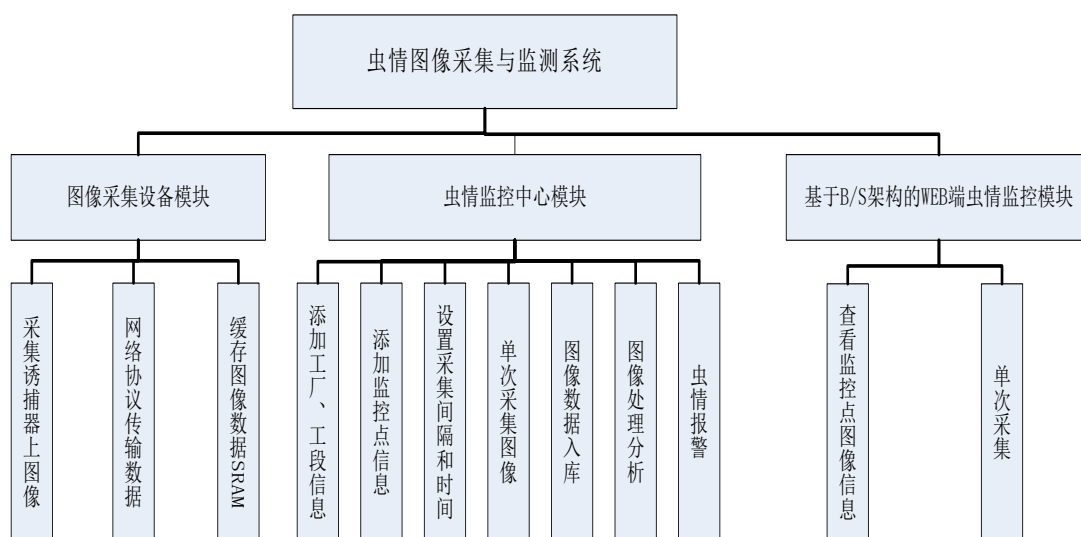 虫情图像采集与监测系统
图像采集设备模块
虫情监控中心模块
基于B/S架构的WEB端虫情监控模块
采集诱捕器上图像
网络协议传输数据
缓存图像数据SRAM
添加工厂、工段信息
添加监控点信息
设置采集间隔和时间
单次采集图像
图像数据入库
图像处理分析
虫情报警
查看监控点图像信息
单次采集